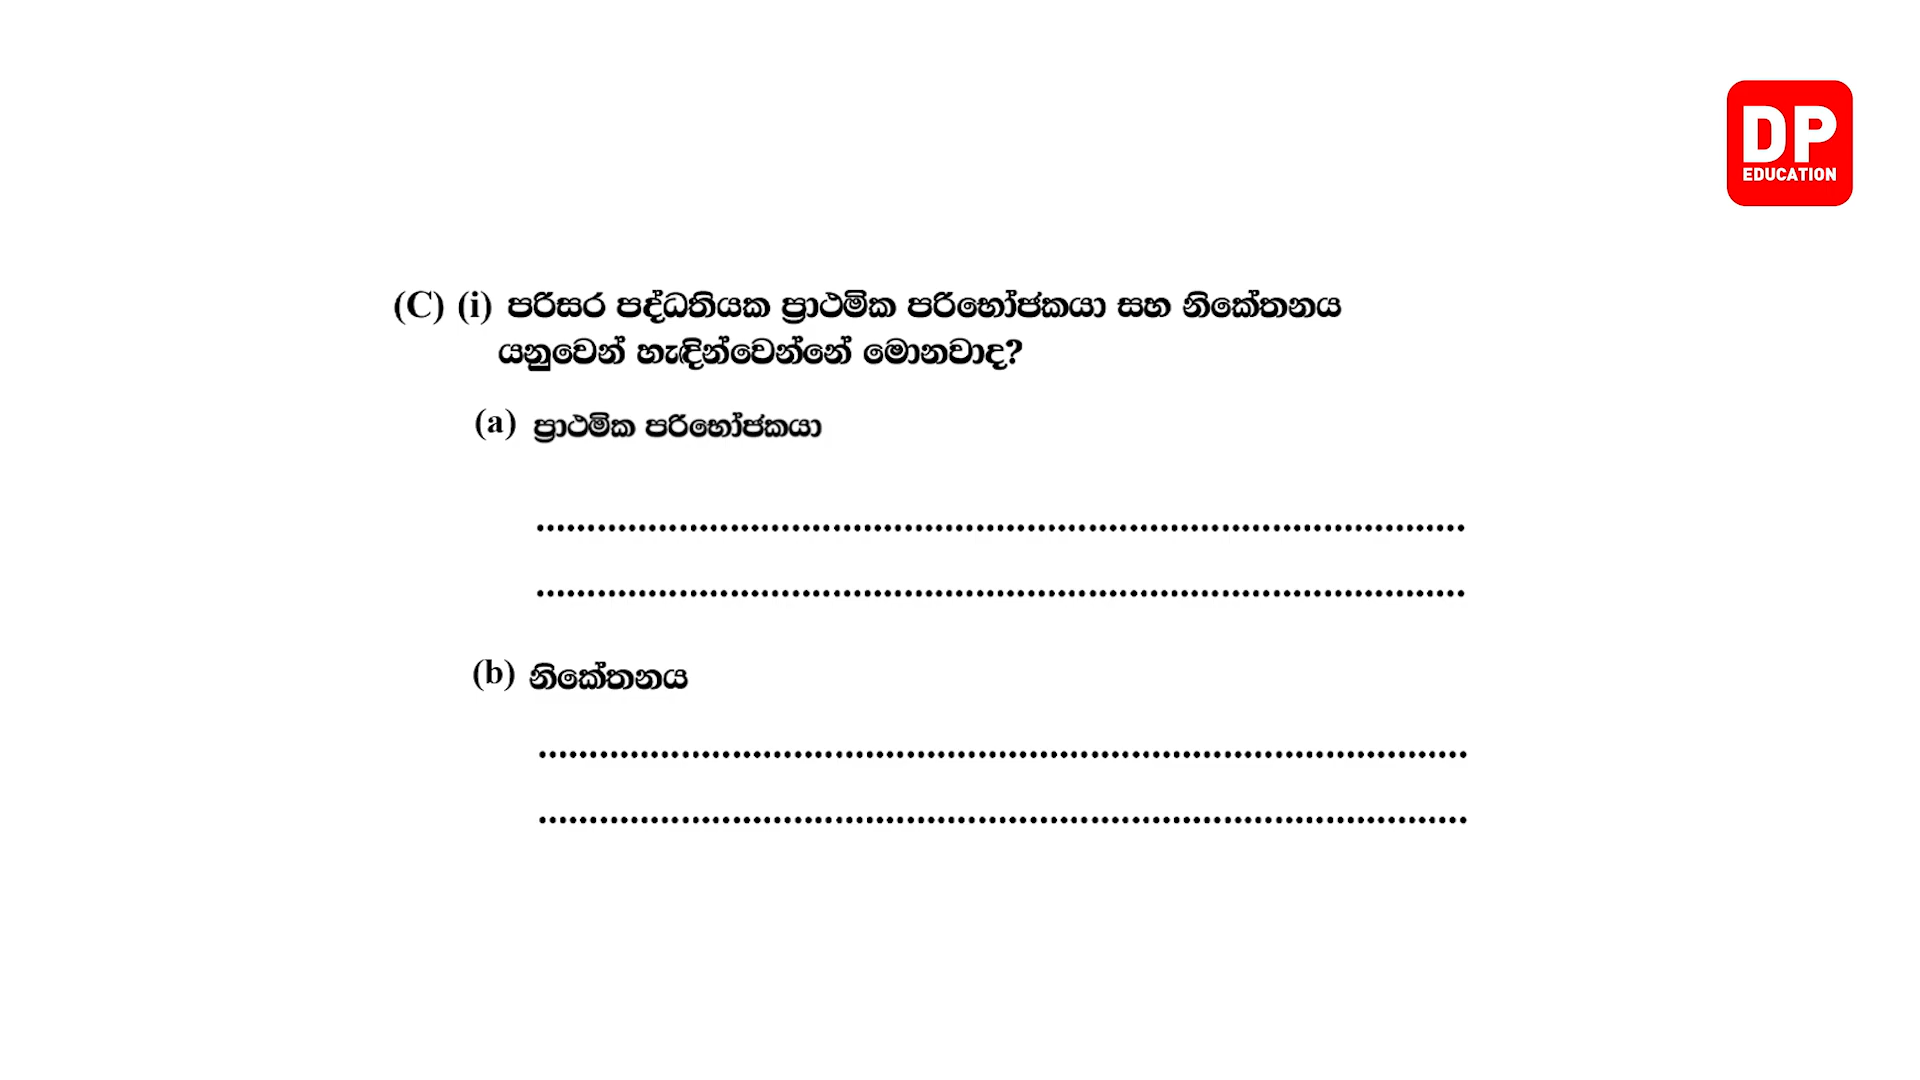 DP
EDUCATION
(C) (i) පරිසර පද්ධතියක ප්‍රාථමික පරිභෝජකයා සහ නිකේතනය
යනුවෙන් හැඳින්වෙන්නේ මොනවාද?
(a) ප්‍රාථමික පරිභෝජකයා
..........................................................................................
..........................................................................................
(b) නිකේතනය
..........................................................................................
..........................................................................................